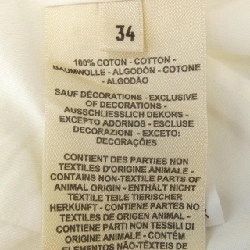 34
100% COTON - COTTON -
BAUMWOLLE - ALGODÓN - COTONE
- ALGODÃO
SAUF DÉCORATIONS - EXCLUSIVE
OF DECORATIONS -
AUSSCHLIESSLICH DEKORS -
EXCEPTO ADORNOS - ESCLUSE
DECORAZIONI - EXCETO:
DECORAÇÕES
CONTIENT DES PARTIES NON
TEXTILES D'ORIGINE ANIMALE -
CONTAINS NON-TEXTILE PARTS OF
ANIMAL ORIGIN - ENTHÄLT NICHT
TEXTILE TEILE TIERISCHER
HERKUNFT - CONTIENE PARTES NO
TEXTILES DE ORIGEN ANIMAL -
CONTIENE PARTI NON TESSILI DI
ORIGINE ANIMALE - CONTÉM
ELEMENTOS NÃO-TÊXTEIS DE